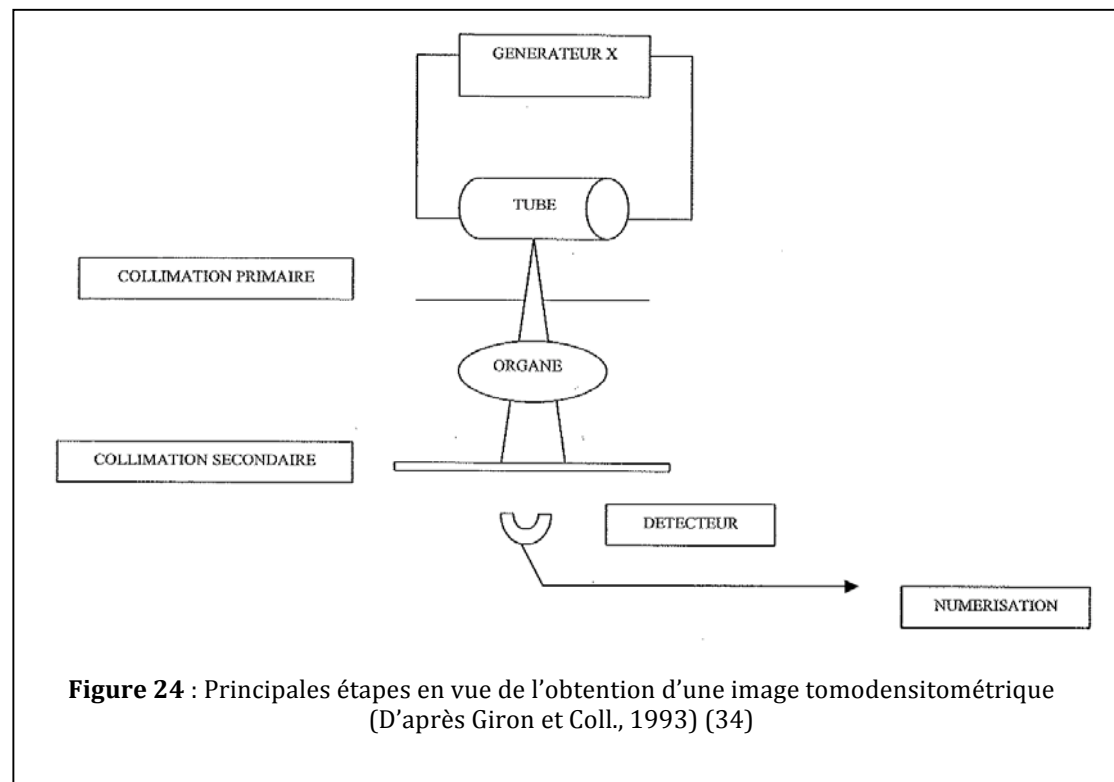 GENERATEUR X
TUBE
COLLIMATION PRIMAIRE
ORGANE
COLLIMATION SECONDAIRE
DETECTEUR
NUMERISATION
Figure 24 : Principales étapes en vue de l’obtention d’une image tomodensitométrique
(D’après Giron et Coll., 1993) (34)